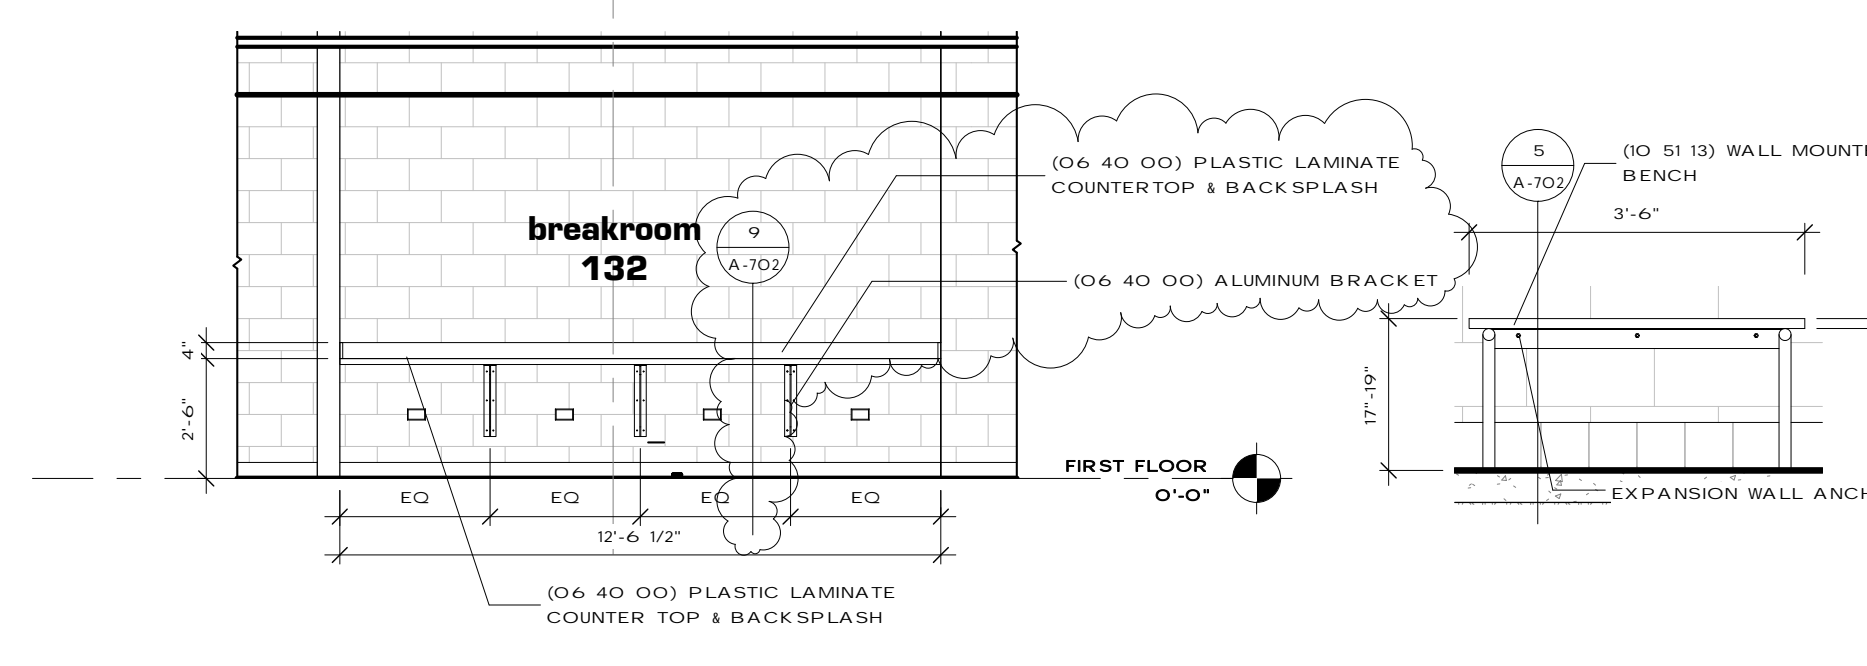 (06 40 00) PLASTIC LAMINATE
COUNTERTOP & BACKSPLASH
5
A-702
(10 51 13) WALL MOUNTE
BENCH
3'-6"
breakroom
132
9
A-702
(06 40 00) ALUMINUM BRACKET
4"
2'-6"
17"-19"
FIRST FLOOR
0'-0"
EXPANSION WALL ANCH
EQ EQ EQ EQ
12'-6 1/2"
(06 40 00) PLASTIC LAMINATE
COUNTER TOP & BACKSPLASH